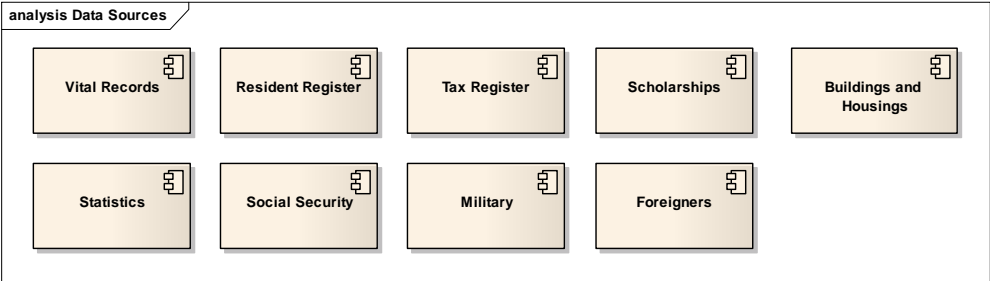 analysis Data Sources
Vital Records
Resident Register
Tax Register
Scholarships
Buildings and
Housings
Statistics
Social Security
Military
Foreigners